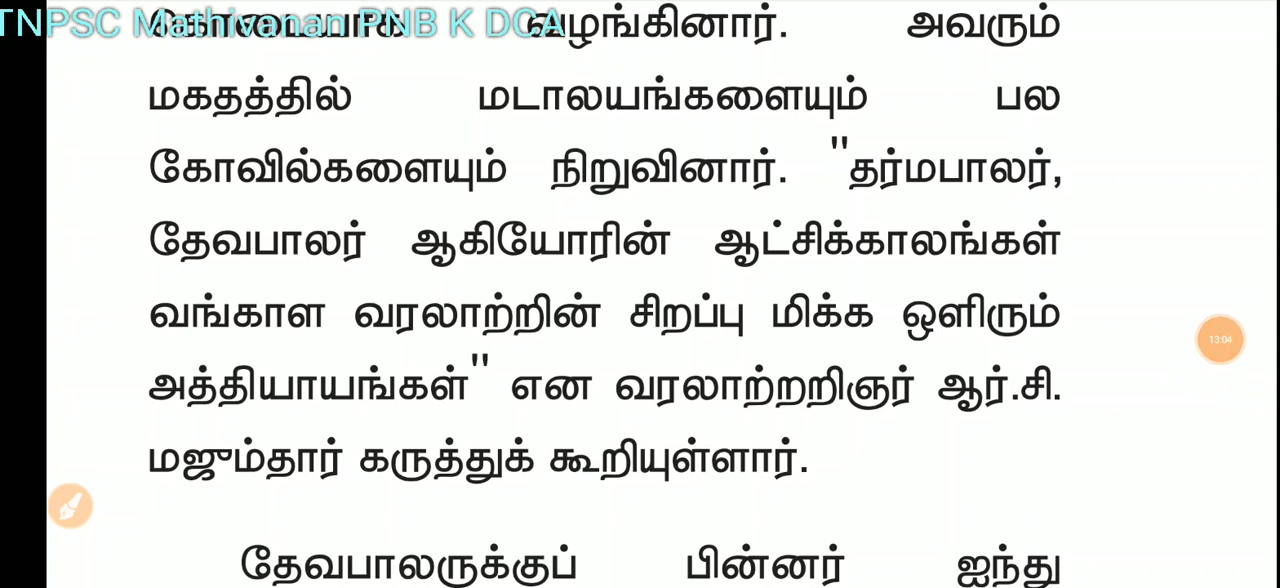 TNPSC Mathivanan PNB K DCA
வழங்கினார். அவரும்
மகதத்தில் மடாலயங்களையும் பல
கோவில்களையும் நிறுவினார். "தர்மபாலர்,
தேவபாலர் ஆகியோரின் ஆட்சிக்காலங்கள்
வங்காள வரலாற்றின் சிறப்பு மிக்க ஒளிரும்
அத்தியாயங்கள்" என வரலாற்றறிஞர் ஆர்.சி.
மஜும்தார் கருத்துக் கூறியுள்ளார்.
தேவபாலருக்குப் பின்னர் ஐந்து
13:04